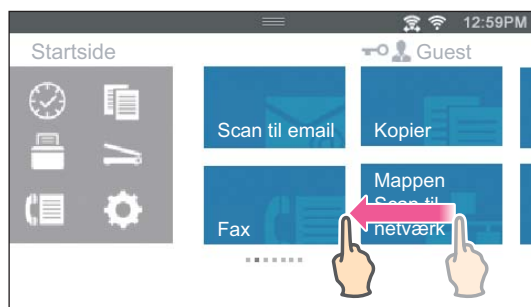 12:59PM
Startside
Guest
Scan til email
Kopier
Fax
Mappen
Scan til
netværk